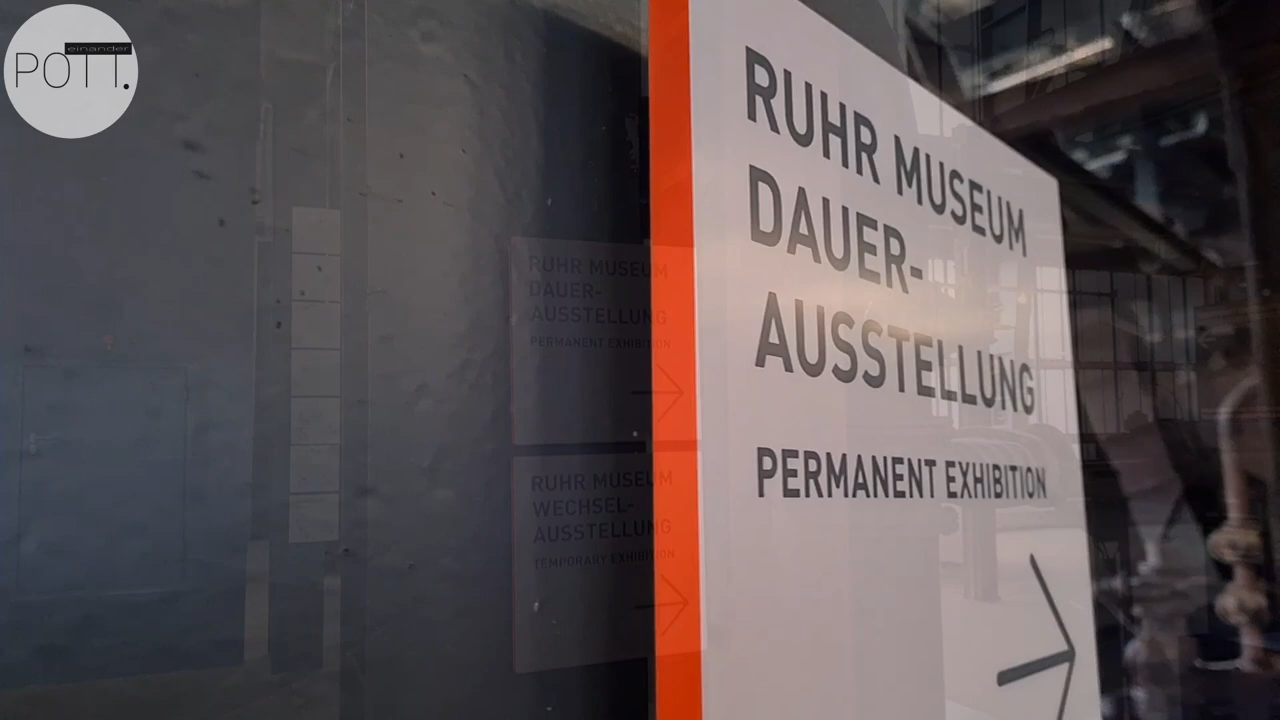 einander
POTT.
RUHR MUSEUM
DAUER-
AUSSTELLUNG
PERMANENT EXHIBITION
RUHR MUSEUM
DAUER-
AUSSTELLUNG
PERMANENT EXHIBITION
RUHR MUSEUM
WECHSEL-
AUSSTELLUNG
TEMPORARY EXHIBITION